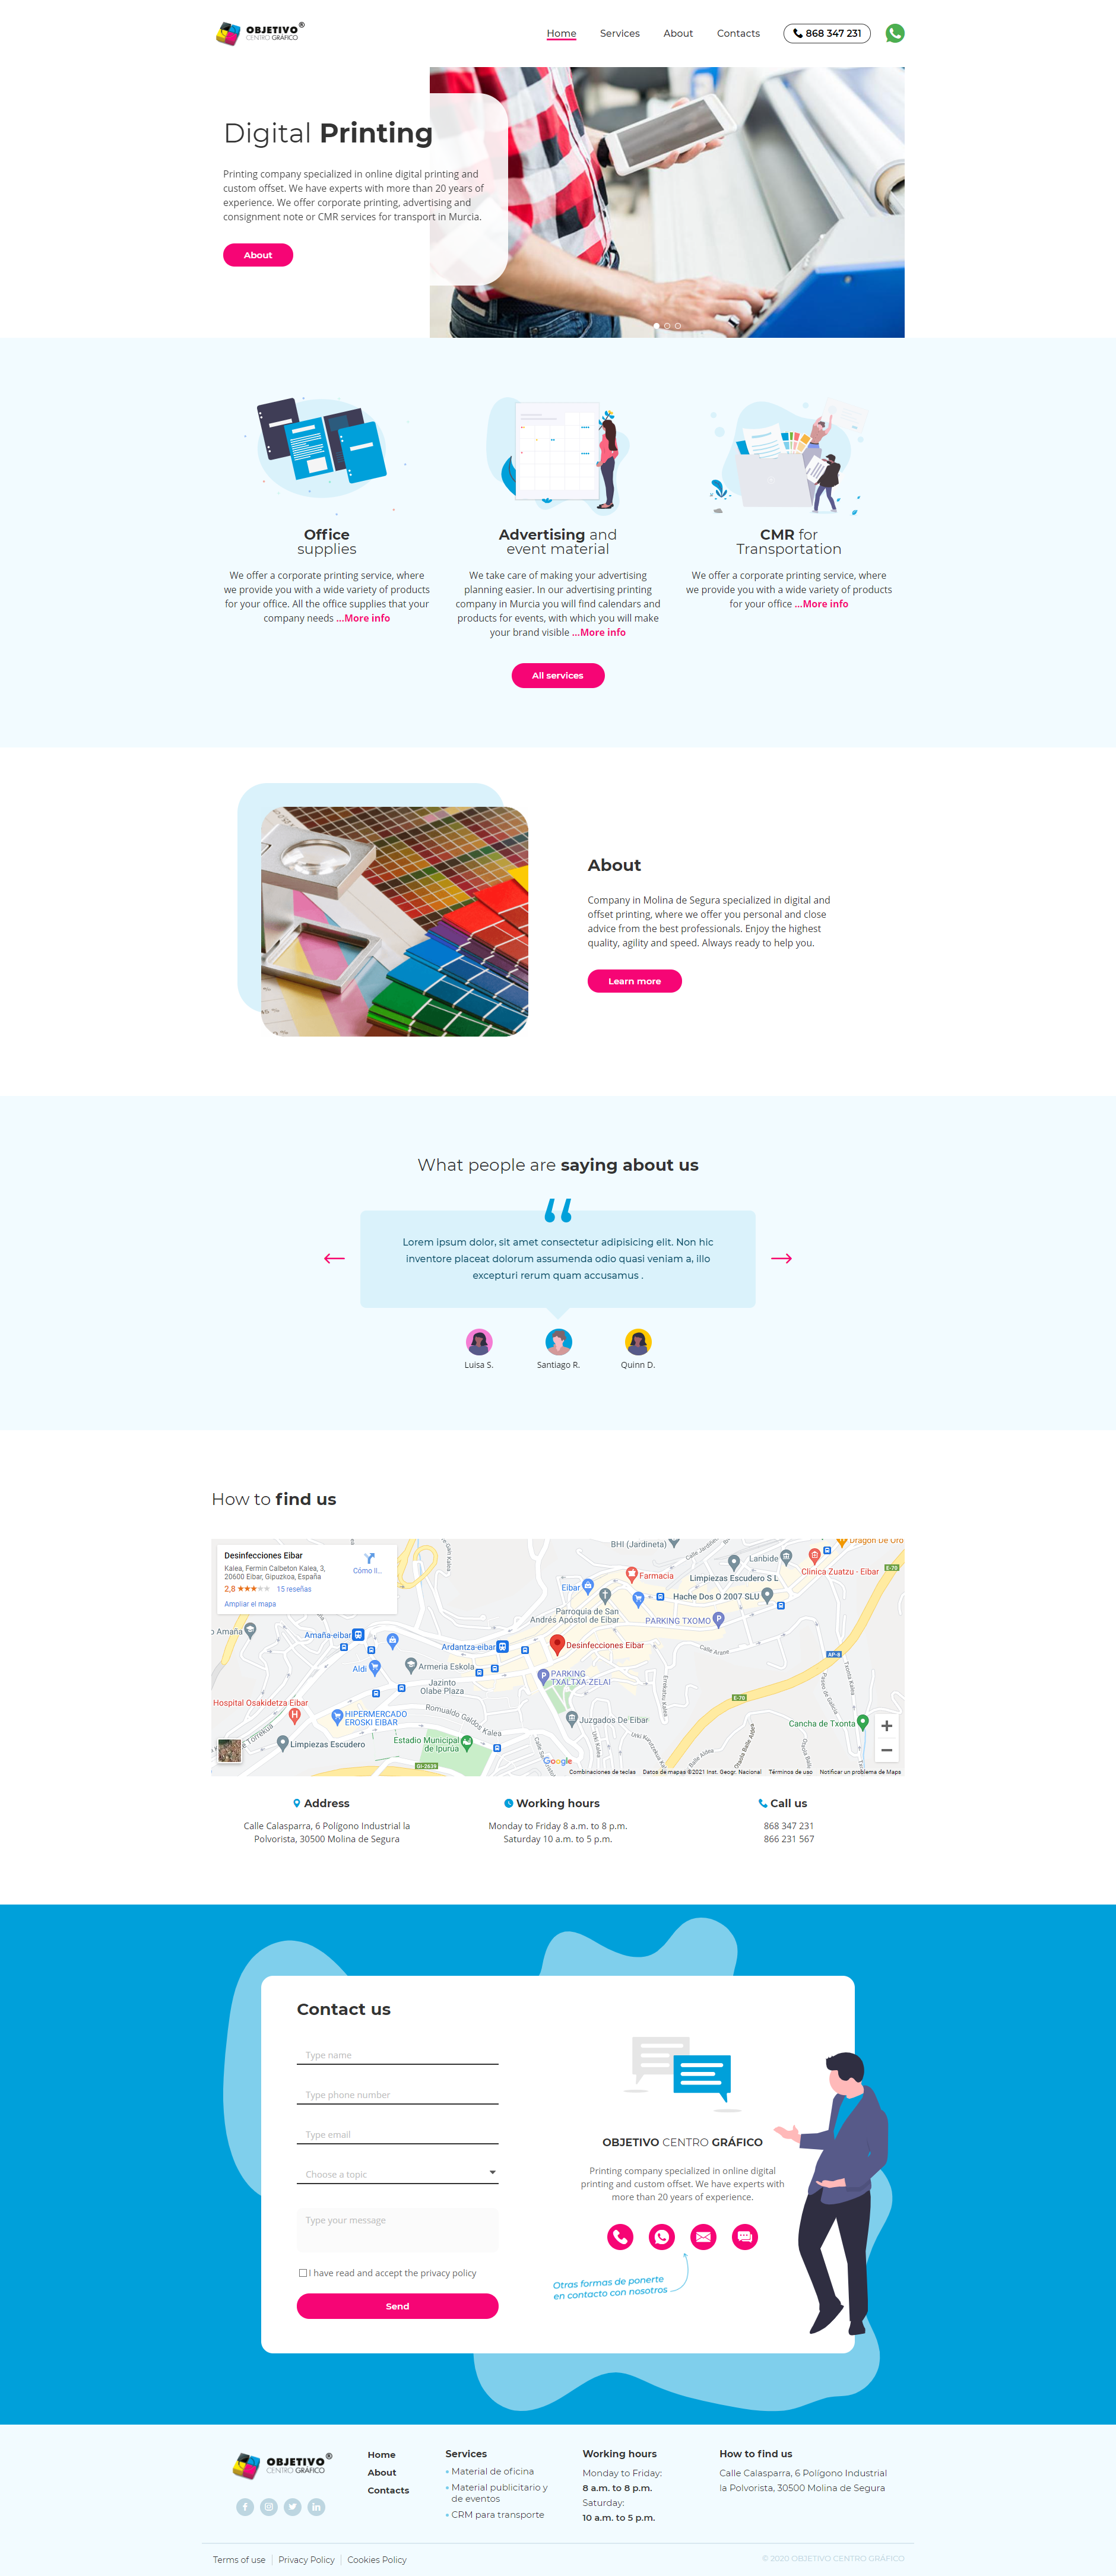 OBJETIVO®
CENTRO GRÁFICO
Home
Services
About
Contacts
868 347 231
Digital Printing
Printing company specialized in online digital printing and
custom offset. We have experts with more than 20 years of
experience. We offer corporate printing, advertising and
consignment note or CMR services for transport in Murcia.
About
Office
supplies
We offer a corporate printing service, where
we provide you with a wide variety of products
for your office. All the office supplies that your
company needs ...More info
Advertising and
event material
We take care of making your advertising
planning easier. In our advertising printing
company in Murcia you will find calendars and
products for events, with which you will make
your brand visible ...More info
CMR for
Transportation
We offer a corporate printing service, where
we provide you with a wide variety of products
for your office ...More info
All services
About
Company in Molina de Segura specialized in digital and
offset printing, where we offer you personal and close
advice from the best professionals. Enjoy the highest
quality, agility and speed. Always ready to help you.
Learn more
What people are saying about us
Lorem ipsum dolor, sit amet consectetur adipisicing elit. Non hic
inventore placeat dolorum assumenda odio quasi veniam a, illo
excepturi rerum quam accusamus .
Luisa S.
Santiago R.
Quinn D.
How to find us
Desinfecciones Eibar
Kalea, Fermin Calbeton Kalea, 3,
20600 Eibar, Gipuzkoa, España
2,8
15 reseñas
Ampliar el mapa
Cómo ll...
BHI (Jardineta)
Lanbide
Dragon De Oro
Clínica Zuatzu - Eibar
E-70
Farmacia
Limpiezas Escudero S L
Eibar
Hache Dos O 2007 SLU
Parroquia de San
Andrés Apóstol de Eibar
PARKING TXOMO
o Amaña
Amaña-eibar
Ardantza-eibar
Desinfecciones Eibar
Calle Arane
AP-8
Aldi
Armeria Eskola
PARKING
TXALTXA-ZELAI
Jazinto
Olabe Plaza
E-70
Hospital Osakidetza Eibar
HIPERMERCADO
EROSKI EIBAR
Romualdo Galdos Kalea
Juzgados De Eibar
Cancha de Txonta
Limpiezas Escudero
Estadio Municipal
de Ipurúa
GI-2639
Google
Combinaciones de teclas
Datos de mapas ©2021 Inst. Geogr. Nacional
Términos de uso
Notificar un problema de Maps
Address
Calle Calasparra, 6 Polígono Industrial la
Polvorista, 30500 Molina de Segura
Working hours
Monday to Friday 8 a.m. to 8 p.m.
Saturday 10 a.m. to 5 p.m.
Call us
868 347 231
866 231 567
Contact us
Type name
Type phone number
Type email
Choose a topic
Type your message
I have read and accept the privacy policy
Send
OBJETIVO CENTRO GRÁFICO
Printing company specialized in online digital
printing and custom offset. We have experts with
more than 20 years of experience.
Otras formas de ponerte
en contacto con nosotros
OBJETIVO®
CENTRO GRÁFICO
Home
About
Contacts
Services
Material de oficina
Material publicitario y
de eventos
CRM para transporte
Working hours
Monday to Friday:
8 a.m. to 8 p.m.
Saturday:
10 a.m. to 5 p.m.
How to find us
Calle Calasparra, 6 Polígono Industrial
la Polvorista, 30500 Molina de Segura
Terms of use
Privacy Policy
Cookies Policy
© 2020 OBJETIVO CENTRO GRÁFICO